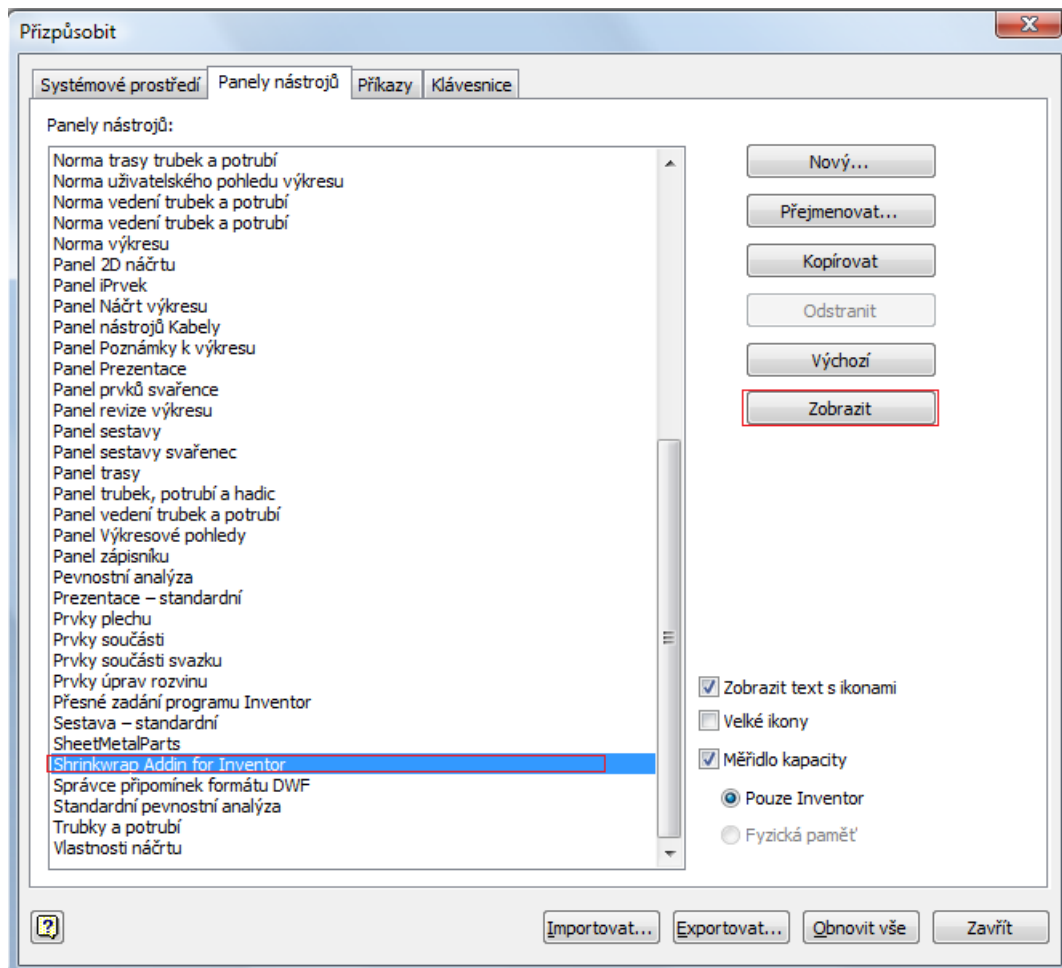 Přizpůsobit
Systémové prostředí
Panely nástrojů
Příkazy
Klávesnice
Panely nástrojů:
Norma trasy trubek a potrubí
Norma uživatelského pohledu výkresu
Norma vedení trubek a potrubí
Norma vedení trubek a potrubí
Norma výkresu
Panel 2D náčrtu
Panel iPrvek
Panel Náčrt výkresu
Panel nástrojů Kabely
Panel Poznámky k výkresu
Panel Prezentace
Panel prvků svařence
Panel revize výkresu
Panel sestavy
Panel sestavy svařenec
Panel trasy
Panel trubek, potrubí a hadic
Panel vedení trubek a potrubí
Panel Výkresové pohledy
Panel zápisníku
Pevnostní analýza
Prezentace – standardní
Prvky plechu
Prvky součásti
Prvky součásti svazku
Prvky úprav rozvinu
Přesné zadání programu Inventor
Sestava – standardní
SheetMetalParts
Shrinkwrap Addin for Inventor
Správce připomínek formátu DWF
Standardní pevnostní analýza
Trubky a potrubí
Vlastnosti náčrtu
Nový...
Přejmenovat...
Kopírovat
Odstranit
Výchozí
Zobrazit
Zobrazit text s ikonami
Velké ikony
Měřidlo kapacity
Pouze Inventor
Fyzická paměť
Importovat...
Exportovat...
Obnovit vše
Zavřít